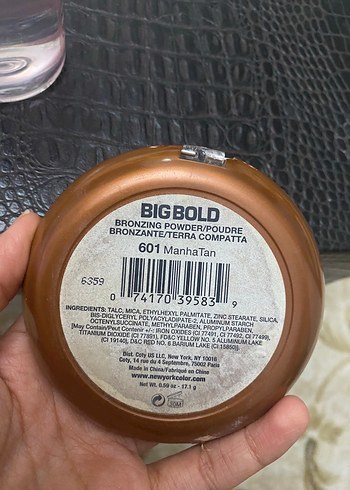 BIGBOLD
BRONZING POWDER/POUDRE
BRONZANTE/TERRA COMPATTA
601 ManhaTan
6359
0 74170 39583 9
INGREDIENTS: TALC, MICA, ETHYLHEXYL PALMITATE, ZINC STEARATE, SILICA,
BIS-DIGLYCERYL POLYACYLADIPATE-2, ALUMINUM STARCH
OCTENYLSUCCINATE, METHYLPARABEN, PROPYLPARABEN.
[May Contain/Peut Contenir +/-: IRON OXIDES (CI 77491, CI 77492, CI 77499),
TITANIUM DIOXIDE (CI 77891), FD&C YELLOW NO. 5 ALUMINUM LAKE
(CI 19140), D&C RED NO. 6 BARIUM LAKE (CI 15850)].
Dist. Coty US LLC, New York, NY 10016
Coty, 14 rue du 4 Septembre, 75002 Paris
Made in China/Fabriqué en Chine
www.newyorkcolor.com
Net Wt. 0.60 oz - 17.1 g
30M